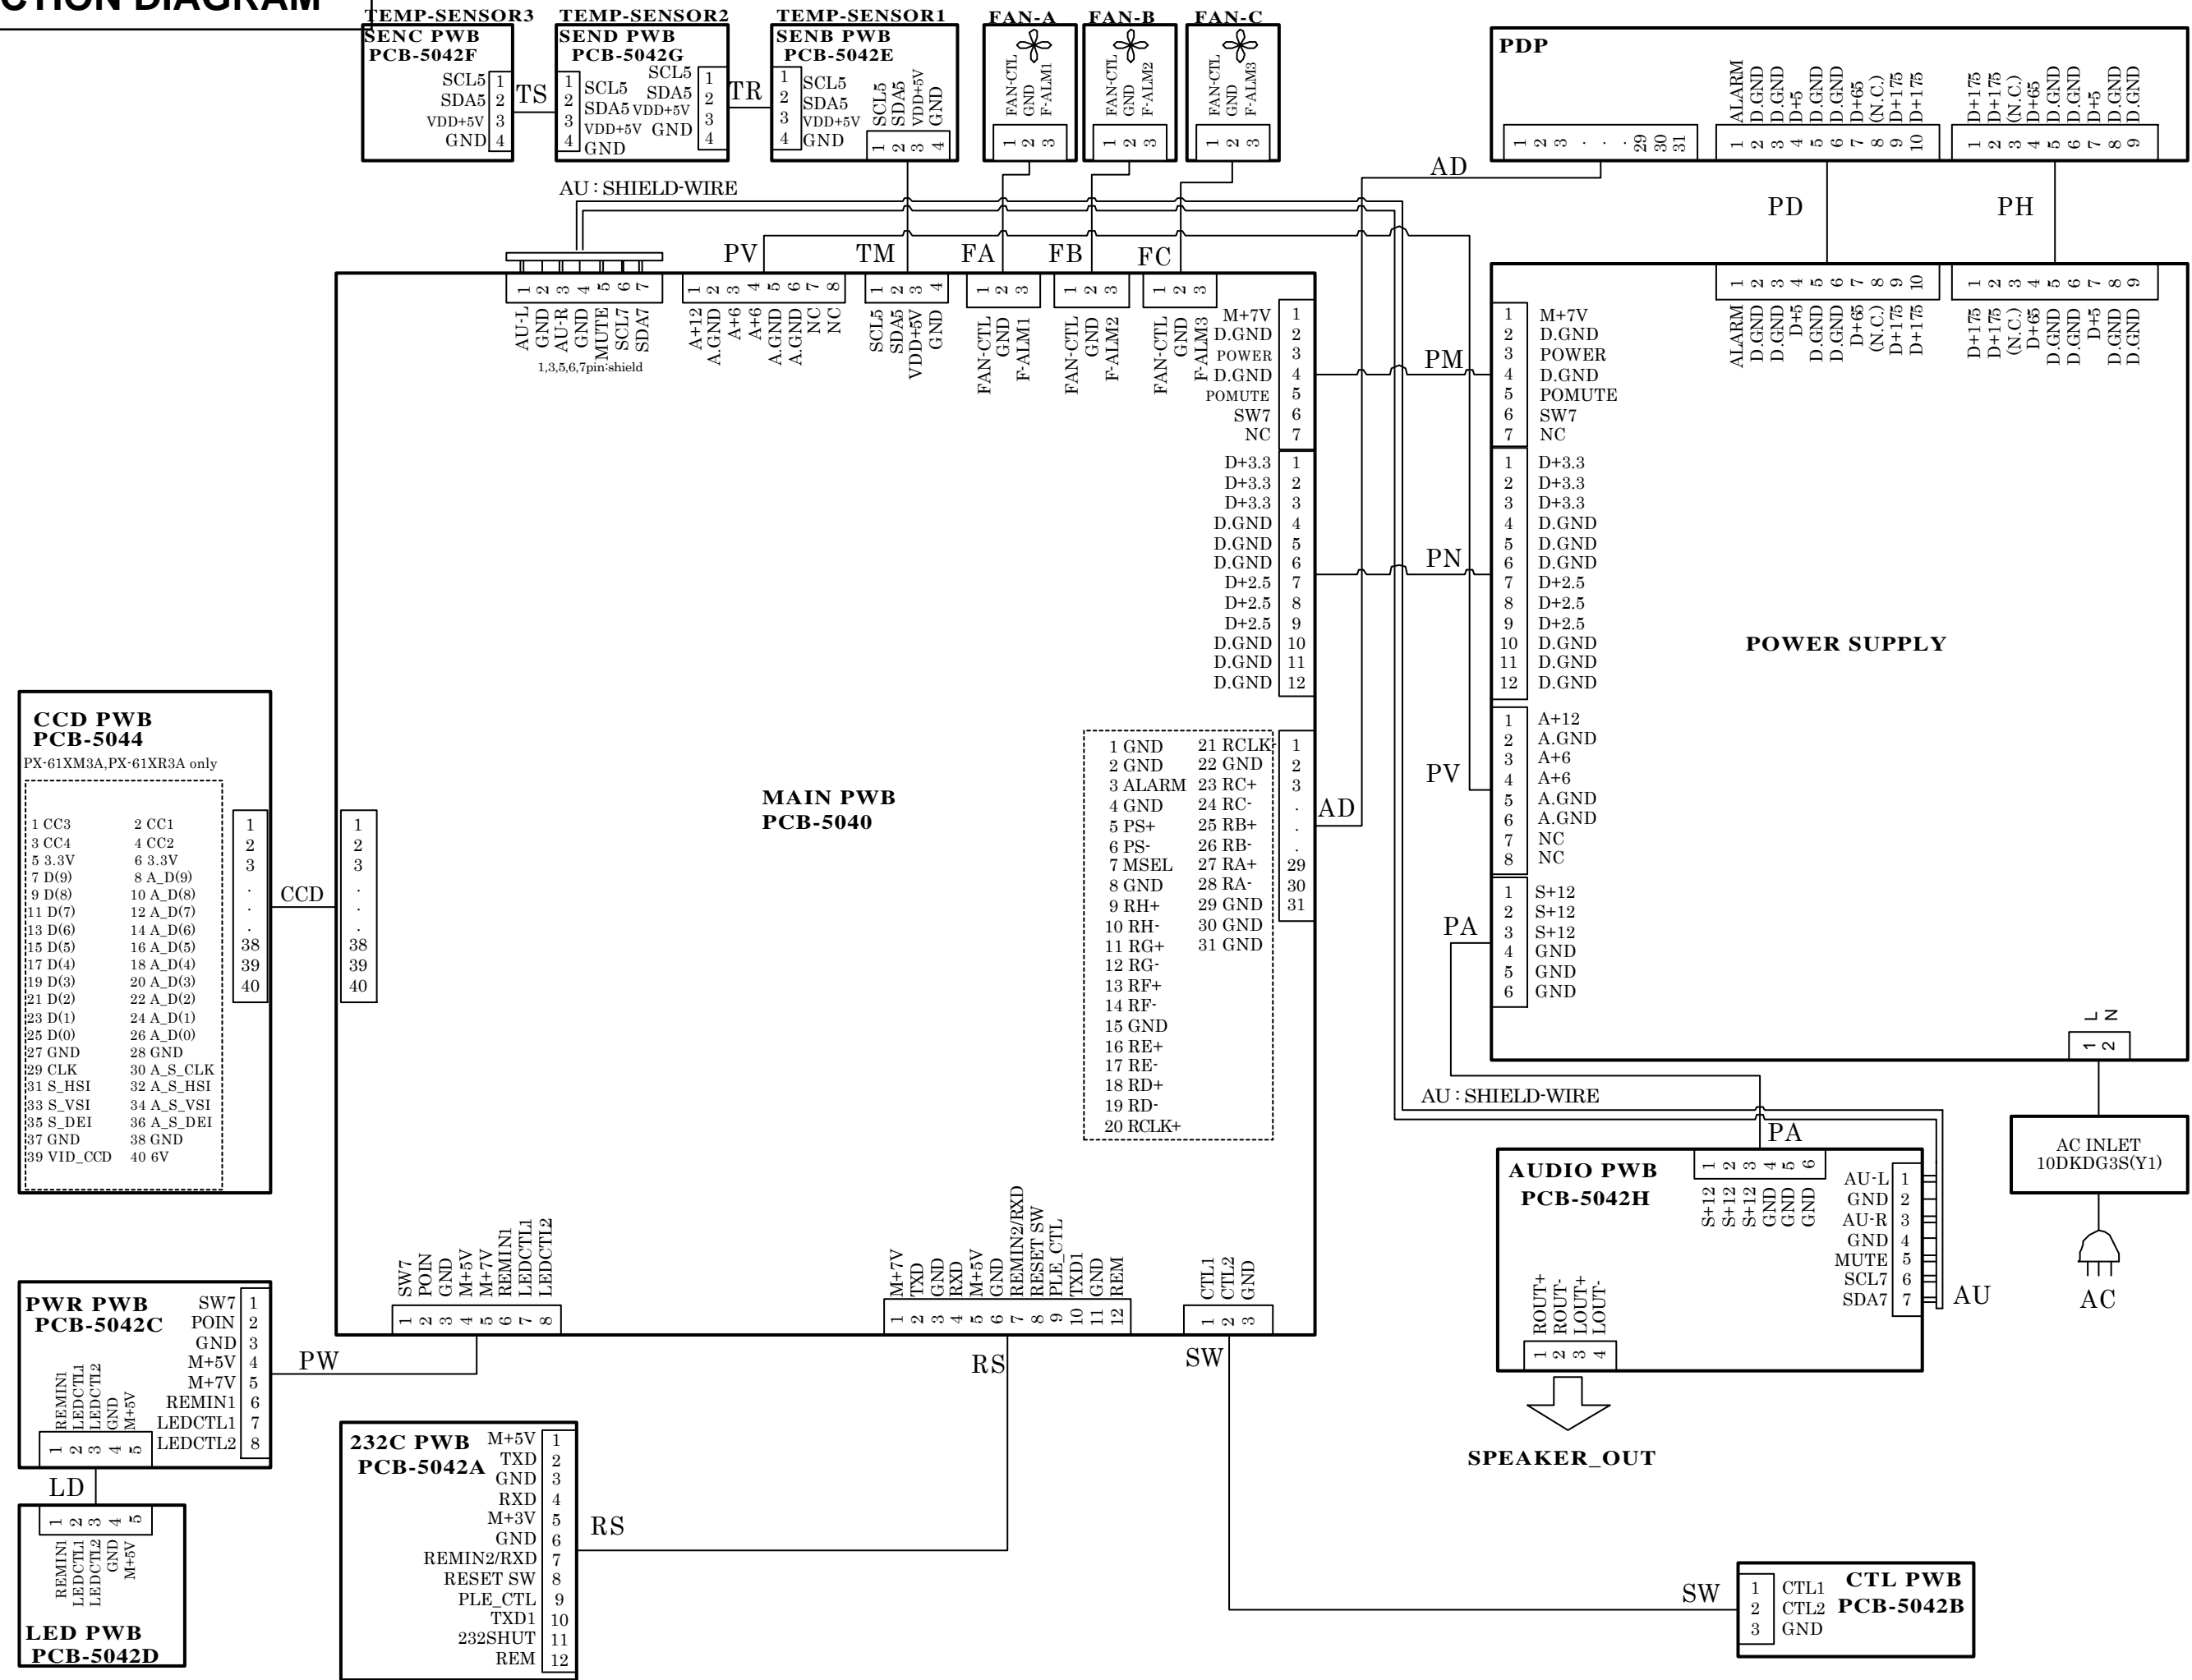 CTION DIAGRAM
TEMP-SENSOR3
SENC PWB
PCB-5042F
SCL5 1
SDA5 2
VDD+5V 3
GND 4
TS
TEMP-SENSOR2
SEND PWB
PCB-5042G
1 SCL5
2 SDA5
3 VDD+5V
4 GND
SCL5 1
SDA5 2
VDD+5V 3
GND 4
TR
TEMP-SENSOR1
SENB PWB
PCB-5042E
1 SCL5
2 SDA5
3 VDD+5V
4 GND
SCL5 1
SDA5 2
VDD+5V 3
GND 4
FAN-A
FAN-CTL 1
GND 2
F-ALM1 3
FAN-B
FAN-CTL 1
GND 2
F-ALM2 3
FAN-C
FAN-CTL 1
GND 2
F-ALM3 3
PDP
1 2 3 . . . 29 30 31
ALARM 1
D.GND 2
D.GND 3
D+5 4
D.GND 5
D.GND 6
D+65 7
(N.C.) 8
D+175 9
D+175 10
D+175 1
D+175 2
(N.C.) 3
D+65 4
D.GND 5
D.GND 6
D+5 7
D.GND 8
D.GND 9
AD
PD
PH
AU : SHIELD-WIRE
PV
TM
FA
FB
FC
1 AU-L
2 GND
3 AU-R
4 GND
5 MUTE
6 SCL7
7 SDA7
1,3,5,6,7pin:shield
1 A+12
2 A.GND
3 A+6
4 A+6
5 A.GND
6 A.GND
7 NC
8 NC
1 SCL5
2 SDA5
3 VDD+5V
4 GND
1 FAN-CTL
2 GND
3 F-ALM1
1 FAN-CTL
2 GND
3 F-ALM2
1 FAN-CTL
2 GND
3 F-ALM3
M+7V 1
D.GND 2
POWER 3
D.GND 4
POMUTE 5
SW7 6
NC 7
D+3.3 1
D+3.3 2
D+3.3 3
D.GND 4
D.GND 5
D.GND 6
D+2.5 7
D+2.5 8
D+2.5 9
D.GND 10
D.GND 11
D.GND 12
PM
PN
PV
PA
1 ALARM
2 D.GND
3 D.GND
4 D+5
5 D.GND
6 D.GND
7 D+65
8 (N.C.)
9 D+175
10 D+175
1 D+175
2 D+175
3 (N.C.)
4 D+65
5 D.GND
6 D.GND
7 D+5
8 D.GND
9 D.GND
1 M+7V
2 D.GND
3 POWER
4 D.GND
5 POMUTE
6 SW7
7 NC
1 D+3.3
2 D+3.3
3 D+3.3
4 D.GND
5 D.GND
6 D.GND
7 D+2.5
8 D+2.5
9 D+2.5
10 D.GND
11 D.GND
12 D.GND
POWER SUPPLY
1 A+12
2 A.GND
3 A+6
4 A+6
5 A.GND
6 A.GND
7 NC
8 NC
1 S+12
2 S+12
3 S+12
4 GND
5 GND
6 GND
L 1
N 2
MAIN PWB
PCB-5040
1 GND 21 RCLK-
2 GND 22 GND
3 ALARM 23 RC+
4 GND 24 RC-
5 PS+ 25 RB+
6 PS- 26 RB-
7 MSEL 27 RA+
8 GND 28 RA-
9 RH+ 29 GND
10 RH- 30 GND
11 RG+ 31 GND
12 RG-
13 RF+
14 RF-
15 GND
16 RE+
17 RE-
18 RD+
19 RD-
20 RCLK+
1
2
3
.
.
.
29
30
31
AD
CCD PWB
PCB-5044
PX-61XM3A,PX-61XR3A only
1 CC3 2 CC1
3 CC4 4 CC2
5 3.3V 6 3.3V
7 D(9) 8 A_D(9)
9 D(8) 10 A_D(8)
11 D(7) 12 A_D(7)
13 D(6) 14 A_D(6)
15 D(5) 16 A_D(5)
17 D(4) 18 A_D(4)
19 D(3) 20 A_D(3)
21 D(2) 22 A_D(2)
23 D(1) 24 A_D(1)
25 D(0) 26 A_D(0)
27 GND 28 GND
29 CLK 30 A_S_CLK
31 S_HSI 32 A_S_HSI
33 S_VSI 34 A_S_VSI
35 S_DEI 36 A_S_DEI
37 GND 38 GND
39 VID_CCD 40 6V
1
2
3
.
.
.
38
39
40
CCD
1
2
3
.
.
.
38
39
40
SW7 1
POIN 2
GND 3
M+5V 4
M+7V 5
REMIN1 6
LEDCTL1 7
LEDCTL2 8
M+7V 1
TXD 2
GND 3
RXD 4
M+5V 5
GND 6
REMIN2/RXD 7
RESET SW 8
PLE_CTL 9
TXD1 10
GND 11
REM 12
CTL1 1
CTL2 2
GND 3
PW
RS
SW
PWR PWB
PCB-5042C
SW7 1
POIN 2
GND 3
M+5V 4
M+7V 5
REMIN1 6
LEDCTL1 7
LEDCTL2 8
REMIN1 1
LEDCTL1 2
LEDCTL2 3
GND 4
M+5V 5
LD
1 REMIN1
2 LEDCTL1
3 LEDCTL2
4 GND
5 M+5V
LED PWB
PCB-5042D
232C PWB
PCB-5042A
M+5V 1
TXD 2
GND 3
RXD 4
M+3V 5
GND 6
REMIN2/RXD 7
RESET SW 8
PLE_CTL 9
TXD1 10
232SHUT 11
REM 12
RS
AU : SHIELD-WIRE
PA
AUDIO PWB
PCB-5042H
1 S+12
2 S+12
3 S+12
4 GND
5 GND
6 GND
AU-L 1
GND 2
AU-R 3
GND 4
MUTE 5
SCL7 6
SDA7 7
AU
ROUT+ 1
ROUT- 2
LOUT+ 3
LOUT- 4
SPEAKER_OUT
AC INLET
10DKDG3S(Y1)
AC
SW
1 CTL1
2 CTL2
3 GND
CTL PWB
PCB-5042B